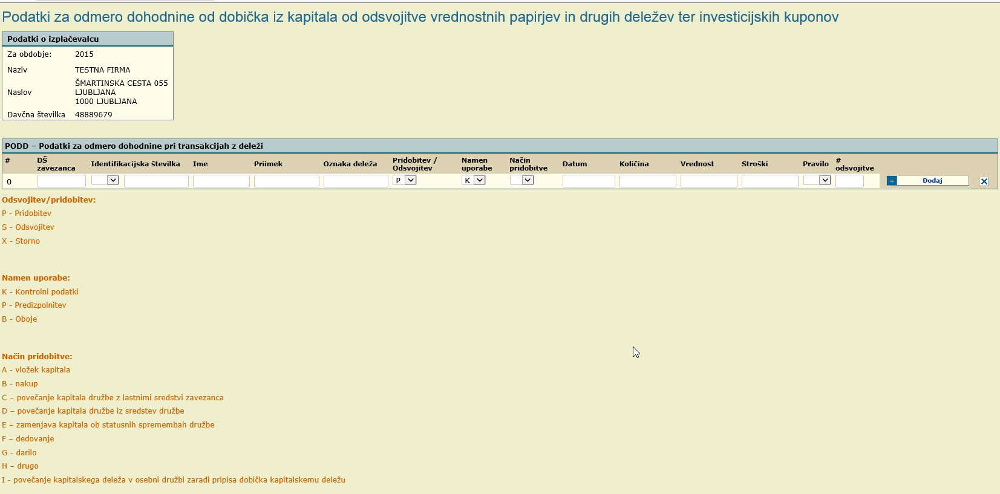 Podatki za odmero dohodnine od dobička iz kapitala od odsvojitve vrednostnih papirjev in drugih deležev ter investicijskih kuponov
Podatki o izplačevalcu
Za obdobje: 2015
Naziv TESTNA FIRMA
Naslov ŠMARTINSKA CESTA 055
LJUBLJANA
1000 LJUBLJANA
Davčna številka 48889679
PODD – Podatki za odmero dohodnine pri transakcijah z deleži
# DŠ zavezanca Identifikacijska številka Ime Priimek Oznaka deleža Pridobitev / Odsvojitev Namen uporabe Način pridobitve Datum Količina Vrednost Stroški Pravilo # odsvojitve
0 P K + Dodaj
Odsvojitev/pridobitev:
P - Pridobitev
S - Odsvojitev
X - Storno
Namen uporabe:
K - Kontrolni podatki
P - Predizpolnitev
B - Oboje
Način pridobitve:
A - vložek kapitala
B - nakup
C – povečanje kapitala družbe z lastnimi sredstvi zavezanca
D – povečanje kapitala družbe iz sredstev družbe
E – zamenjava kapitala ob statusnih spremembah družbe
F – dedovanje
G - darilo
H – drugo
I - povečanje kapitalskega deleža v osebni družbi zaradi pripisa dobička kapitalskemu deležu